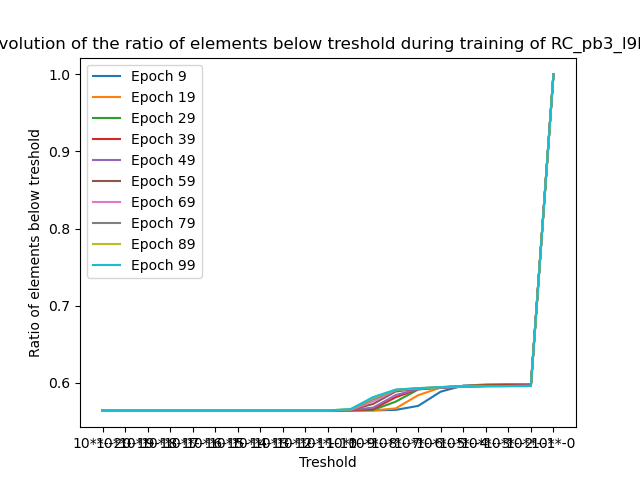 volution of the ratio of elements below treshold during training of RC_pb3_l9
1.0
0.9
0.8
0.7
0.6
Ratio of elements below treshold
Epoch 9
Epoch 19
Epoch 29
Epoch 39
Epoch 49
Epoch 59
Epoch 69
Epoch 79
Epoch 89
Epoch 99
Treshold